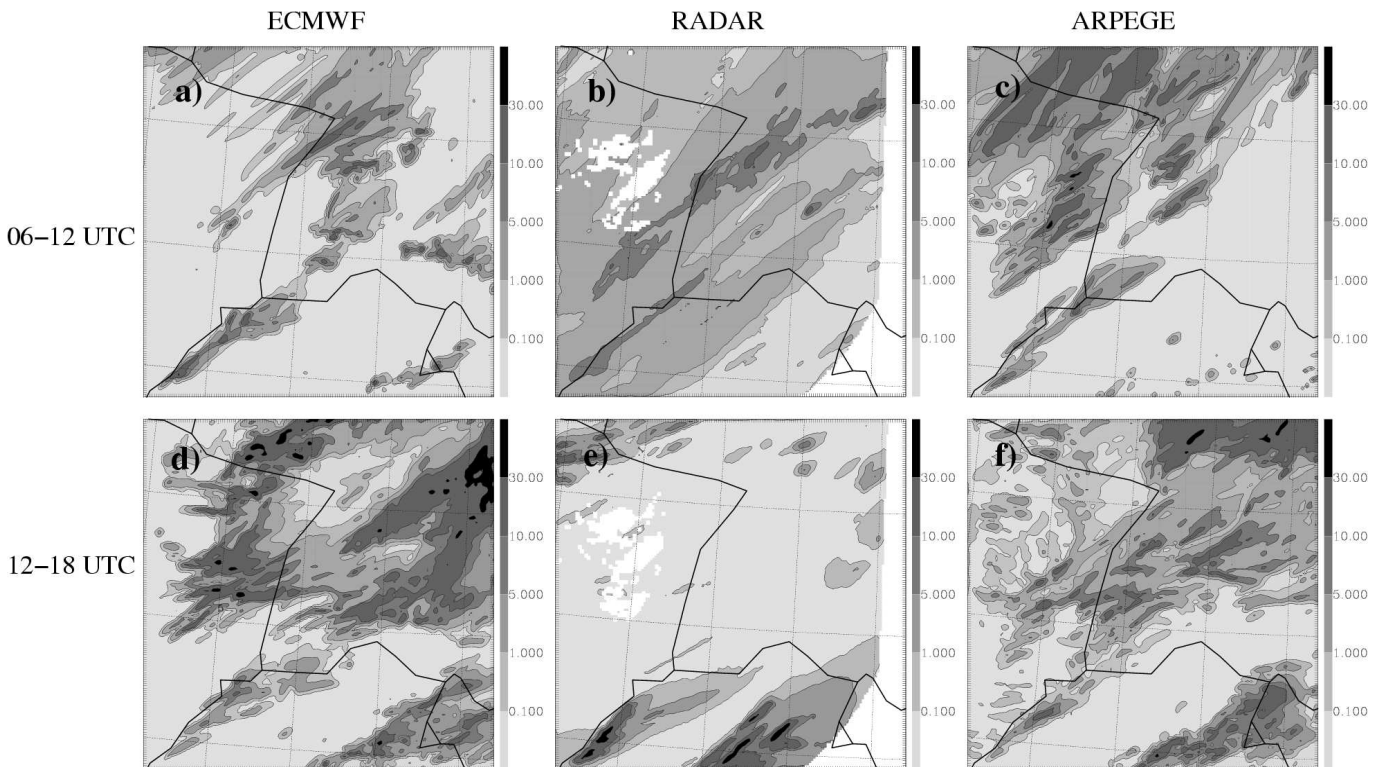 ECMWF RADAR ARPEGE
a) b) c)
30.00 30.00 30.00
10.00 10.00 10.00
06–12 UTC
5.000 5.000 5.000
1.000 1.000 1.000
0.100 0.100 0.100
d) e) f)
30.00 30.00 30.00
10.00 10.00 10.00
12–18 UTC
5.000 5.000 5.000
1.000 1.000 1.000
0.100 0.100 0.100